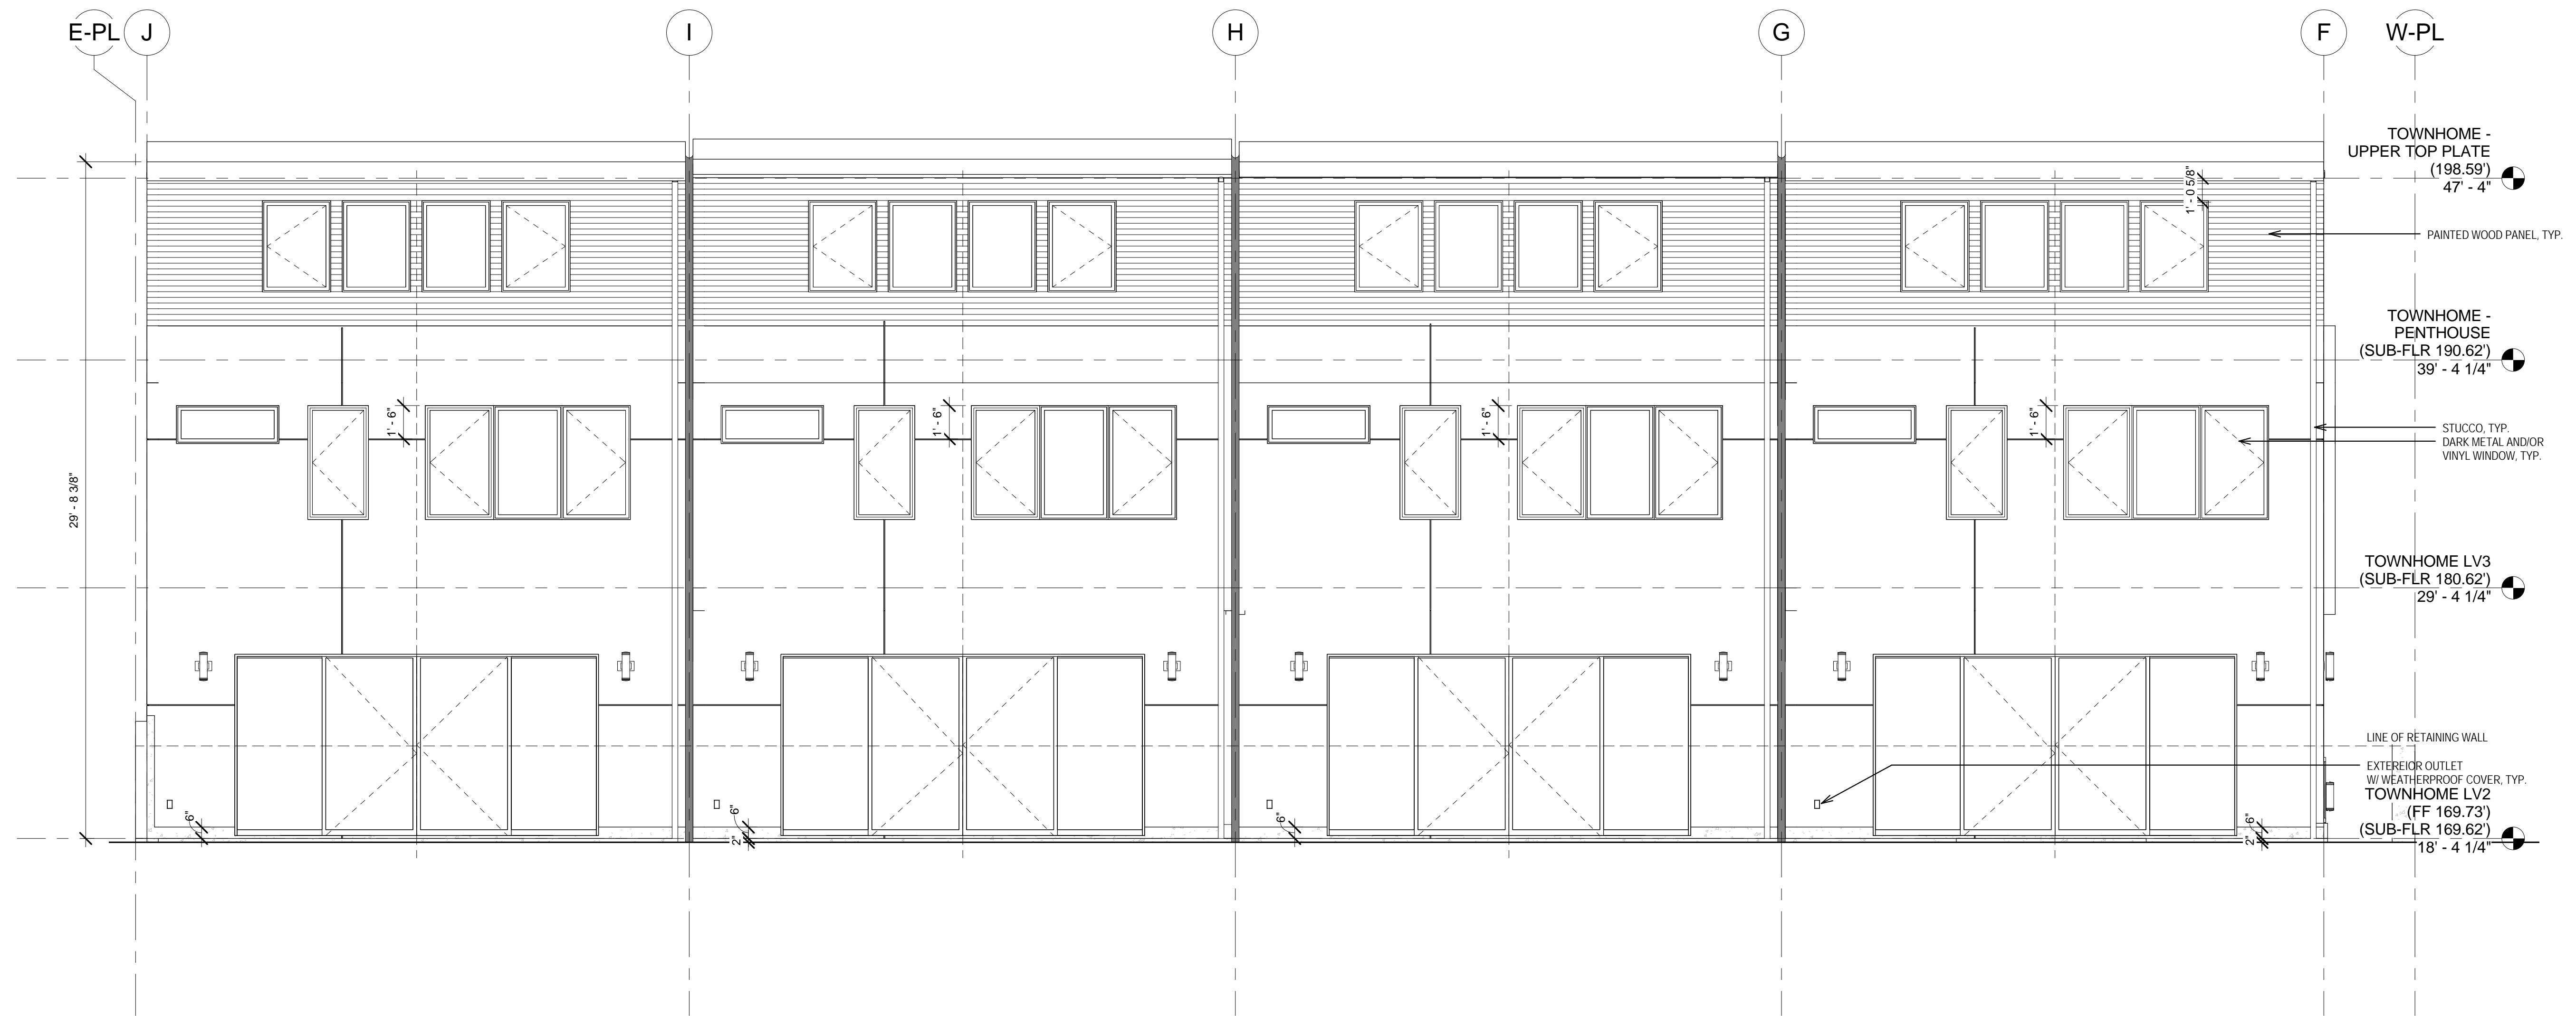 E-PL
J
I
H
G
F
W-PL
TOWNHOME -
UPPER TOP PLATE
(198.59')
47' - 4"
1' - 0 5/8"
PAINTED WOOD PANEL, TYP.
TOWNHOME -
PENTHOUSE
(SUB-FLR 190.62')
39' - 4 1/4"
1' - 6"
1' - 6"
1' - 6"
1' - 6"
STUCCO, TYP.
DARK METAL AND/OR
VINYL WINDOW, TYP.
29' - 8 3/8"
TOWNHOME LV3
(SUB-FLR 180.62')
29' - 4 1/4"
LINE OF RETAINING WALL
EXTEREIOR OUTLET
W/ WEATHERPROOF COVER, TYP.
TOWNHOME LV2
(FF 169.73')
(SUB-FLR 169.62')
18' - 4 1/4"
6"
6"
2"
6"
6"
2"